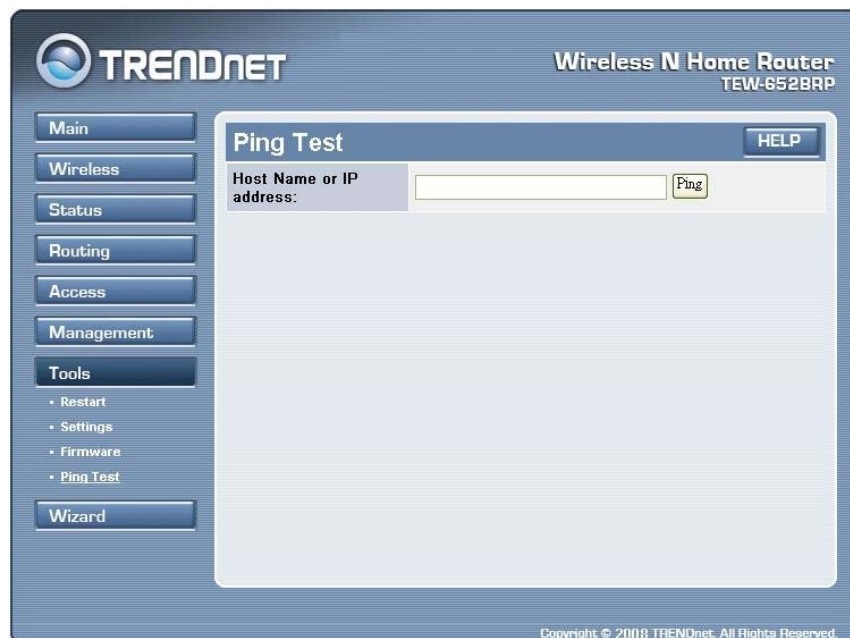 TRENDNET
Wireless N Home Router
TEW-652BRP
Main
Wireless
Status
Routing
Access
Management
Tools
Restart
Settings
Firmware
Ping Test
Wizard
Ping Test
HELP
Host Name or IP
address:
Ping
Copyright © 2008 TRENDnet. All Rights Reserved.